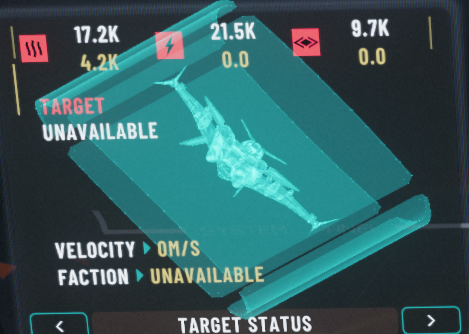 17.2K 21.5K 9.7K
4.2K 0.0 0.0
TARGET
UNAVAILABLE
VELOCITY 0M/S
FACTION UNAVAILABLE
< TARGET STATUS >